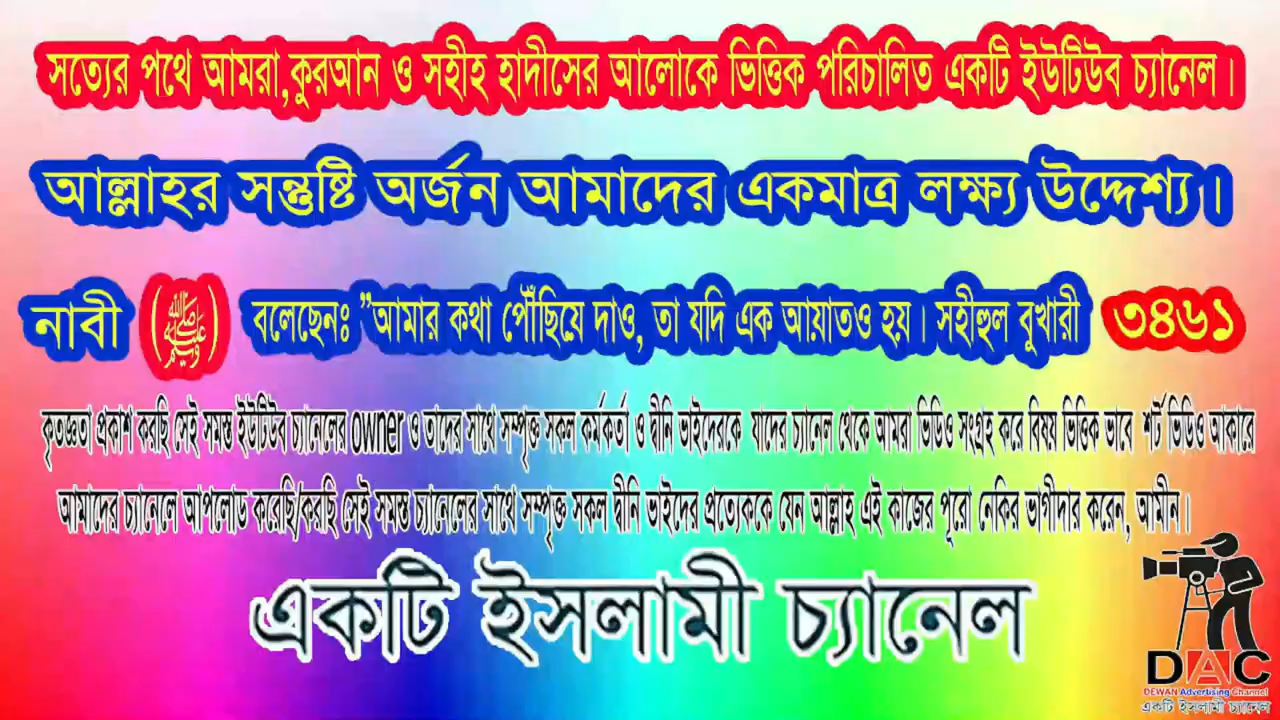 সত্যের পথে আমরা,কুরআন ও সহীহ হাদীসের আলোকে ভিত্তিক পরিচালিত একটি ইউটিউব চ্যানেল।
আল্লাহর সন্তুষ্টি অর্জন আমাদের একমাত্র লক্ষ্য উদ্দেশ্য।
নাবী (ﷺ) বলেছেনঃ ”আমার কথা পৌঁছিয়ে দাও, তা যদি এক আয়াতও হয়। সহীহুল বুখারী ৩৪৬১
কৃতজ্ঞতা প্রকাশ করছি সেই সমস্ত ইউটিউব চ্যানেলের owner ও তাদের সাথে সম্পৃক্ত সকল কর্মকর্তা ও দ্বীনি ভাইদেরকে যাদের চ্যানেল থেকে আমরা ভিডিও সংগ্রহ করে বিষয় ভিত্তিক ভাবে শর্ট ভিডিও আকারে
আমাদের চ্যানেলে আপলোড করেছি/করছি সেই সমস্ত চ্যানেলের সাথে সম্পৃক্ত সকল দ্বীনি ভাইদের প্রত্যেককে যেন আল্লাহ এই কাজের পূরো নেকির ভাগীদার করেন, আমীন।
একটি ইসলামী চ্যানেল
DAC
DEWAN Advertising Channel
একটি ইসলামী চ্যানেল